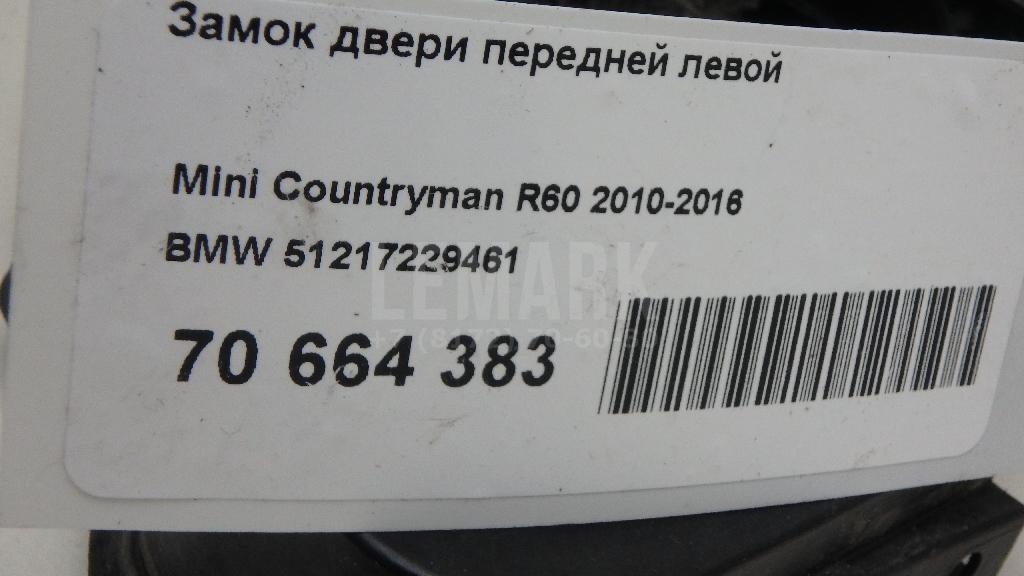 Замок двери передней левой
Mini Countryman R60 2010-2016
BMW 51217229461
LEMARK
70 664 383